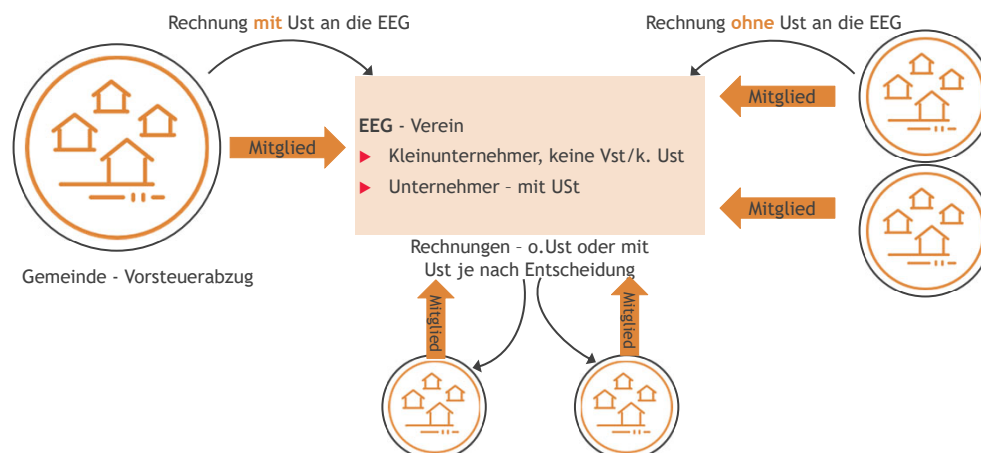 Rechnung mit Ust an die EEG
Rechnung ohne Ust an die EEG
Mitglied
Mitglied
EEG - Verein
Kleinunternehmer, keine Vst/k. Ust
Unternehmer – mit USt
Mitglied
Gemeinde - Vorsteuerabzug
Rechnungen – o.Ust oder mit
Ust je nach Entscheidung
Mitglied
Mitglied